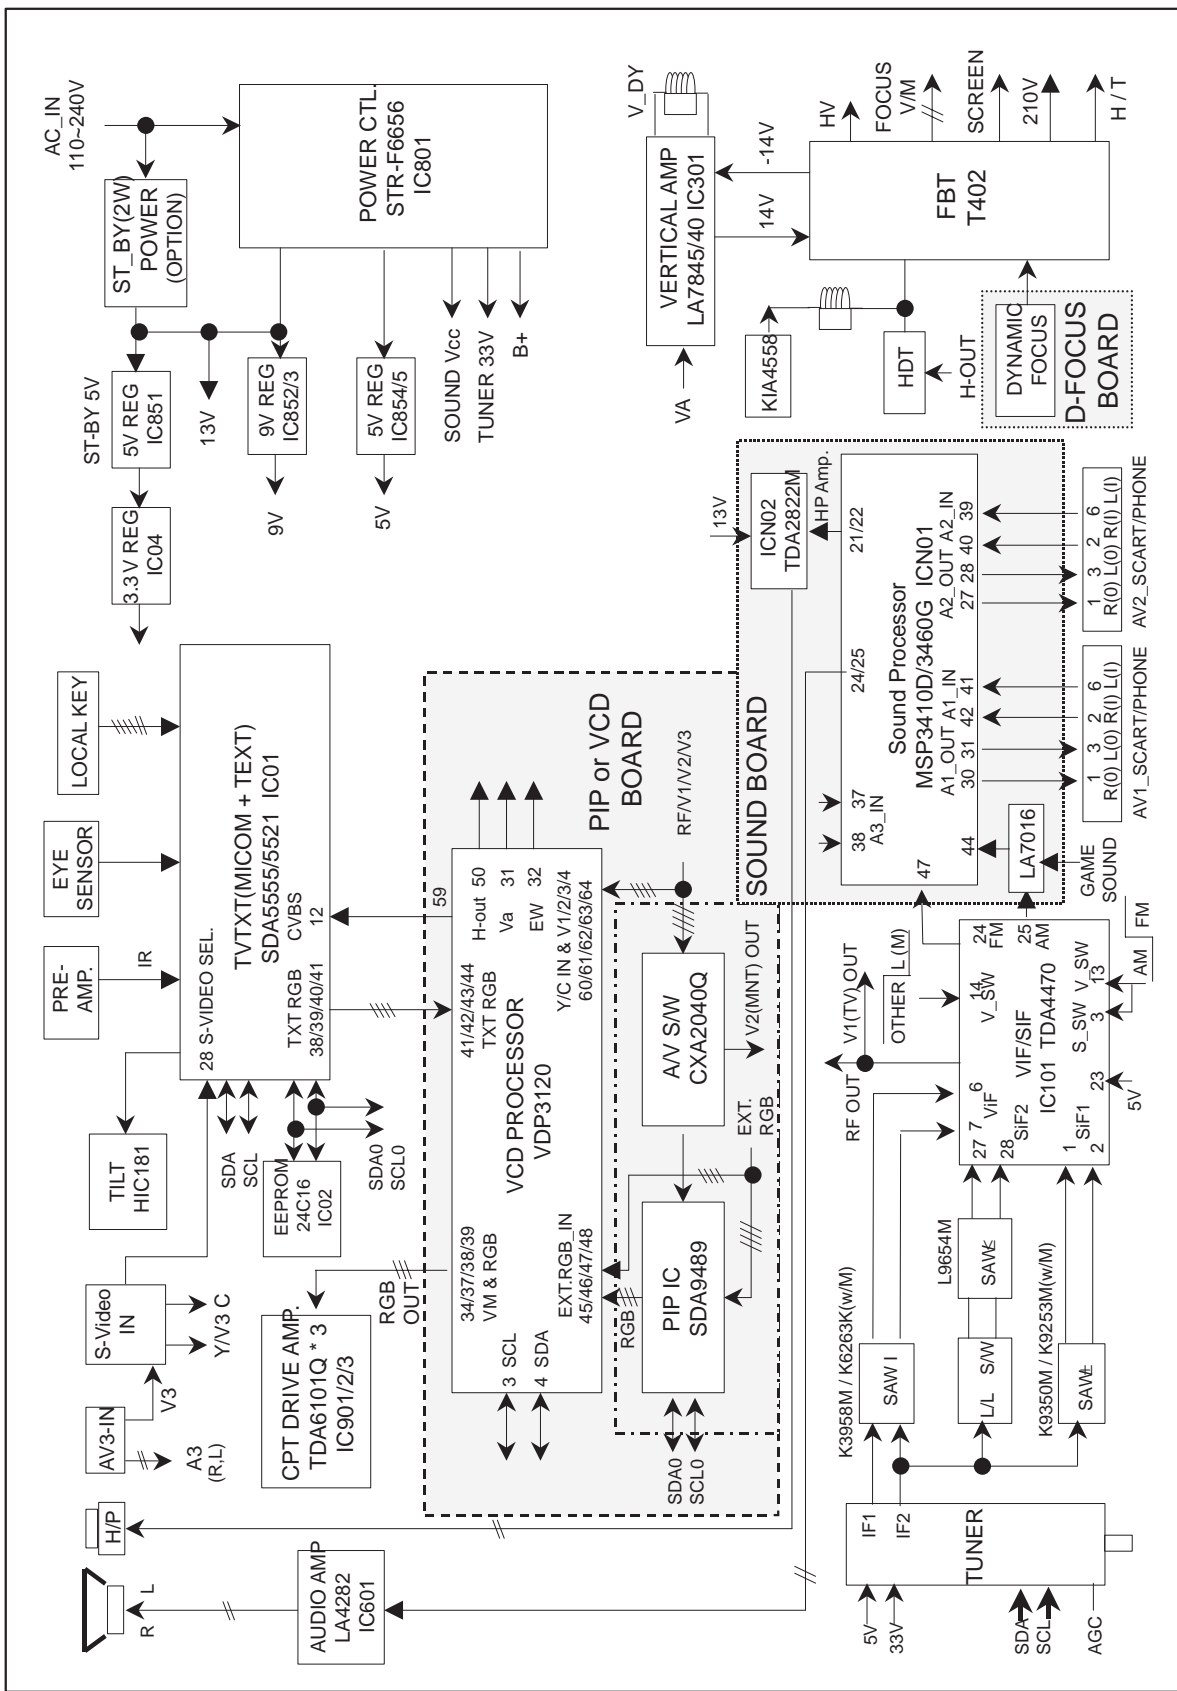 R
L
H/P
AV3-IN
A3
(R,L)
V3
S-Video
IN
Y/V3 C
TILT
HIC181
PRE-
AMP.
IR
EYE
SENSOR
LOCAL KEY
28 S-VIDEO SEL.
TVTXT(MICOM + TEXT)
SDA5555/5521 IC01
CVBS
12
TXT RGB
38/39/40/41
SDA
SCL
EEPROM
24C16
IC02
SDA0
SCL0
AUDIO AMP
LA4282
IC601
CPT DRIVE AMP.
TDA6101Q * 3
IC901/2/3
RGB
OUT
AC_IN
110~240V
ST_BY(2W)
POWER
(OPTION)
POWER CTL.
STR-F6656
IC801
ST-BY 5V
5V REG
IC851
3.3 V REG
IC04
13V
9V REG
IC852/3
9V
5V REG
IC854/5
5V
SOUND Vcc
TUNER 33V
B+
59
34/37/38/39
VM & RGB
3 SCL
4 SDA
41/42/43/44
TXT RGB
VCD PROCESSOR
VDP3120
H-out 50
Va 31
EW 32
EXT.RGB_IN
45/46/47/48
Y/C IN & V1/2/3/4
60/61/62/63/64
PIP or VCD
BOARD
RF/V1/V2/V3
RGB
PIP IC
SDA9489
SDA0
SCL0
A/V S/W
CXA2040Q
V2(MNT) OUT
EXT.
RGB
V_DY
VERTICAL AMP
LA7845/40 IC301
VA
14V
-14V
HV
FOCUS
V/M
SCREEN
210V
H / T
FBT
T402
KIA4558
HDT
H-OUT
DYNAMIC
FOCUS
D-FOCUS
BOARD
SOUND BOARD
13V
ICN02
TDA2822M
HP Amp.
21/22
24/25
Sound Processor
MSP3410D/3460G ICN01
38 37
A3_IN
47
44
A1_OUT A1_IN
30 31 42 41
A2_OUT A2_IN
27 28 40 39
LA7016
GAME
SOUND
1 3 2 6
R(0) L(0) R(I) L(I)
AV1_SCART/PHONE
1 3 2 6
R(0) L(0) R(I) L(I)
AV2_SCART/PHONE
RF OUT
V1(TV) OUT
OTHER L (M)
14
V_SW
24
FM
25
AM
VIF/SIF
IC101 TDA4470
7 6
ViF
27
28
SiF2
1
SiF1
2
23
S_SW V_SW
3 13
5V
AM FM
K3958M / K6263K(w/M)
SAW I
L9654M
SAW
L/L S/W
K9350M / K9253M(w/M)
SAW
IF1
IF2
TUNER
5V
33V
SDA
SCL
AGC